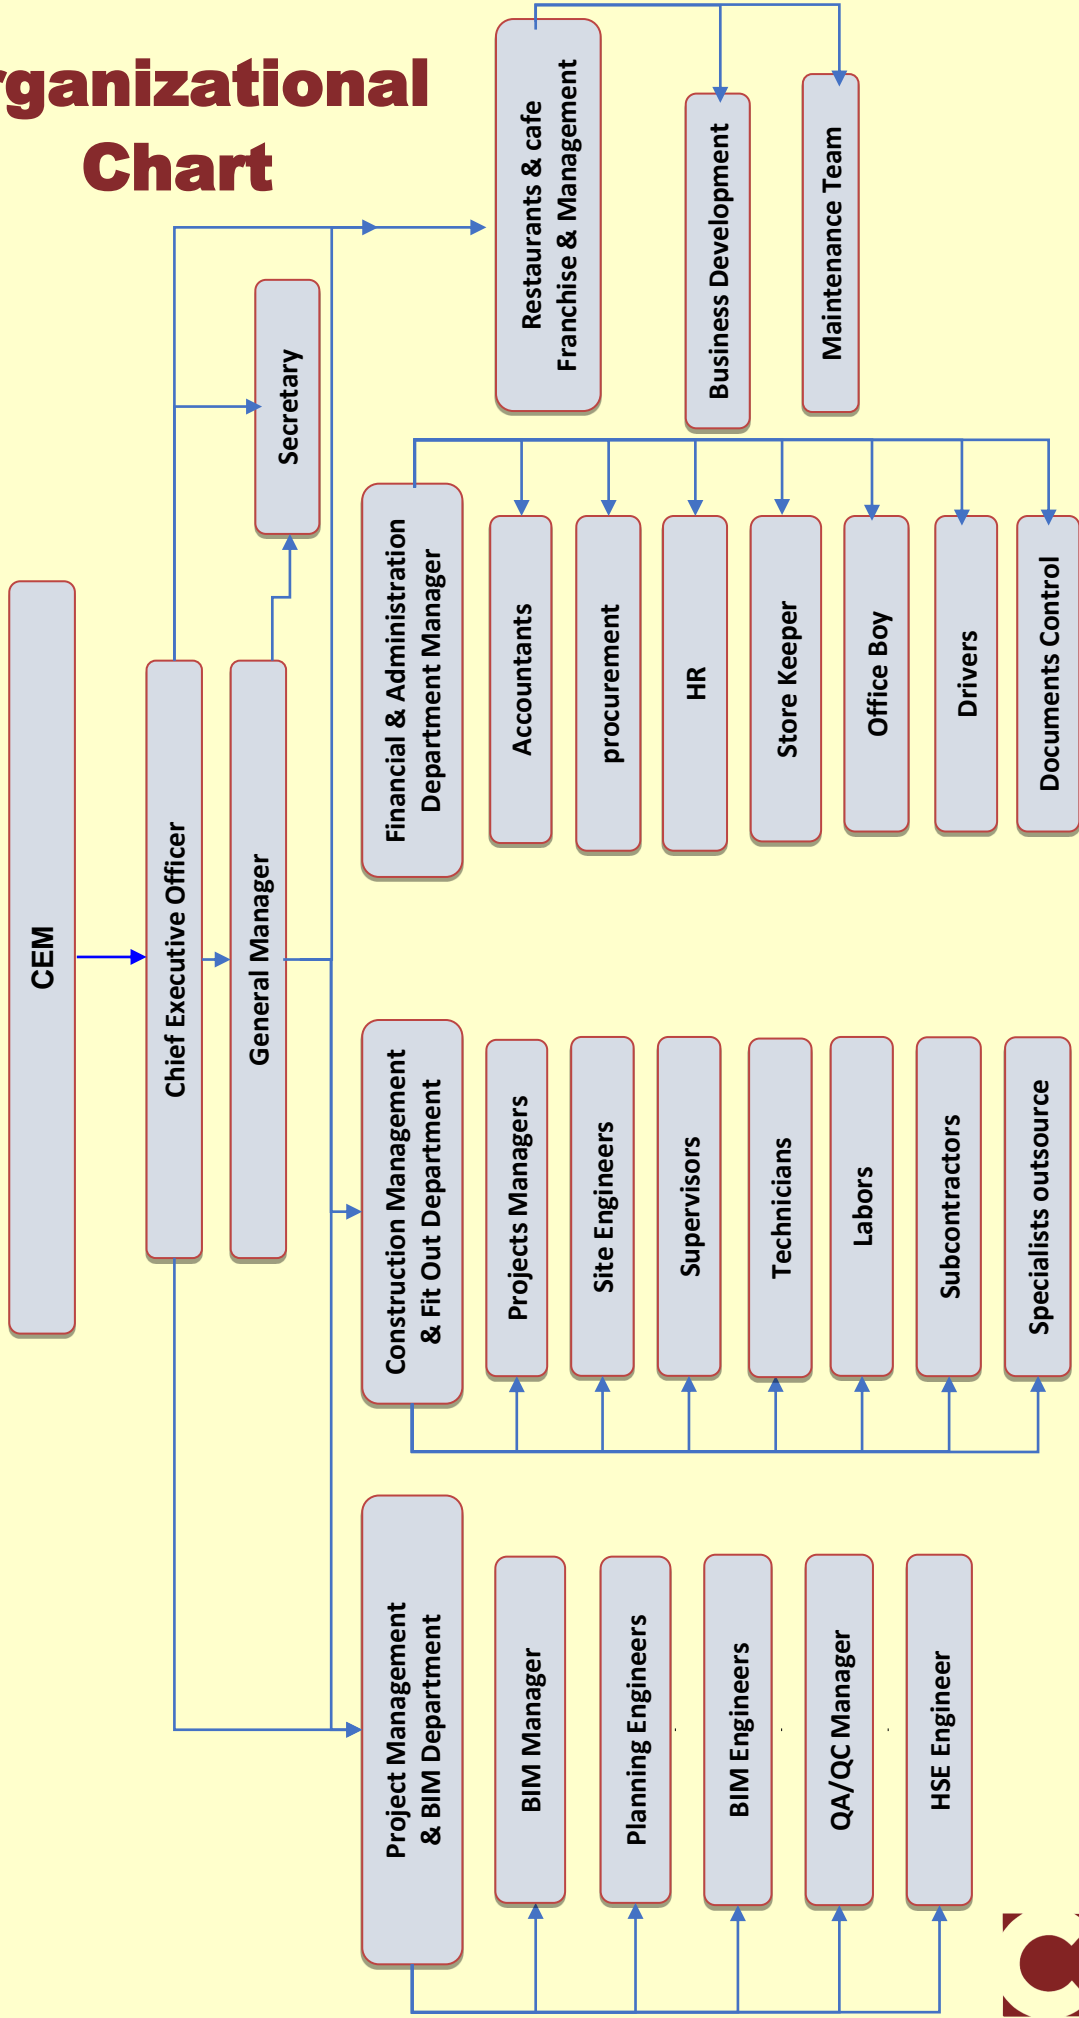 rganizational
Chart
CEM
Chief Executive Officer
General Manager
Secretary
Project Management
& BIM Department
BIM Manager
Planning Engineers
BIM Engineers
QA/QC Manager
HSE Engineer
Construction Management
& Fit Out Department
Projects Managers
Site Engineers
Supervisors
Technicians
Labors
Subcontractors
Specialists outsource
Financial & Administration
Department Manager
Accountants
procurement
HR
Store Keeper
Office Boy
Drivers
Documents Control
Restaurants & cafe
Franchise & Management
Business Development
Maintenance Team